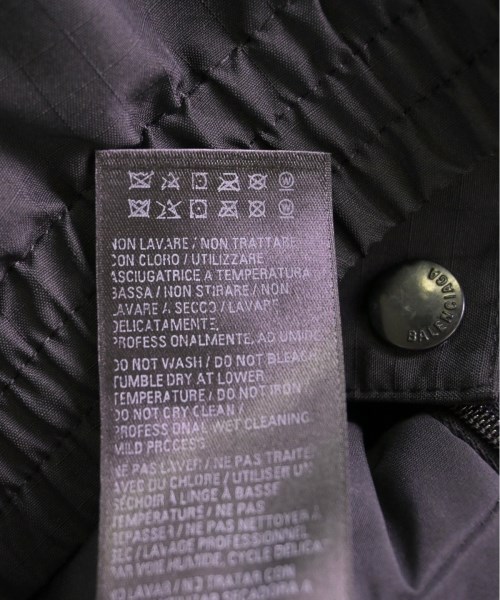 NON LAVARE / NON TRATTARE
CON CLORO / UTILIZZARE
ASCIUGATRICE A TEMPERATURA
BASSA / NON STIRARE / NON
LAVARE A SECCO / LAVARE
DELICATAMENTE,
PROFESSIONALMENTE, AD UMIDO
DO NOT WASH / DO NOT BLEACH
TUMBLE DRY AT LOWER
TEMPERATURE / DO NOT IRON
DO NOT DRY CLEAN /
PROFESSIONAL WET CLEANING
MILD PROCESS
NE PAS LAVER / NE PAS TRAITER
AVEC DU CHLORE / UTILISER UN
SÉCHOIR À LINGE À BASSE
TEMPÉRATURE / NE PAS
REPASSER / NE PAS NETTOYER À
SEC / LAVAGE PROFESSIONNEL
PAR VOIE HUMIDE, CYCLE DELICAT
LAVAR / NO TRATAR CON
SECADORA A
BALENCIAGA